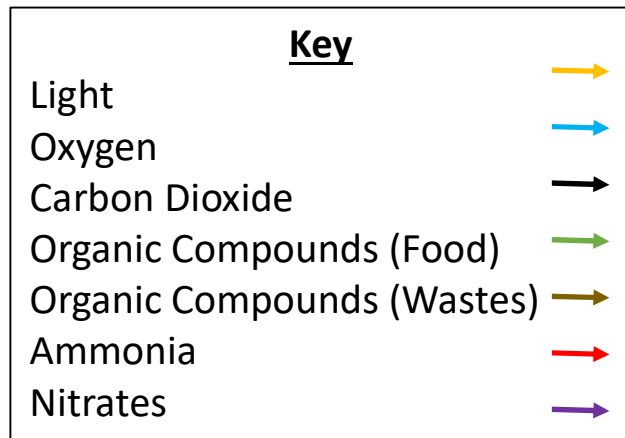 Key
Light
Oxygen
Carbon Dioxide
Organic Compounds (Food)
Organic Compounds (Wastes)
Ammonia
Nitrates